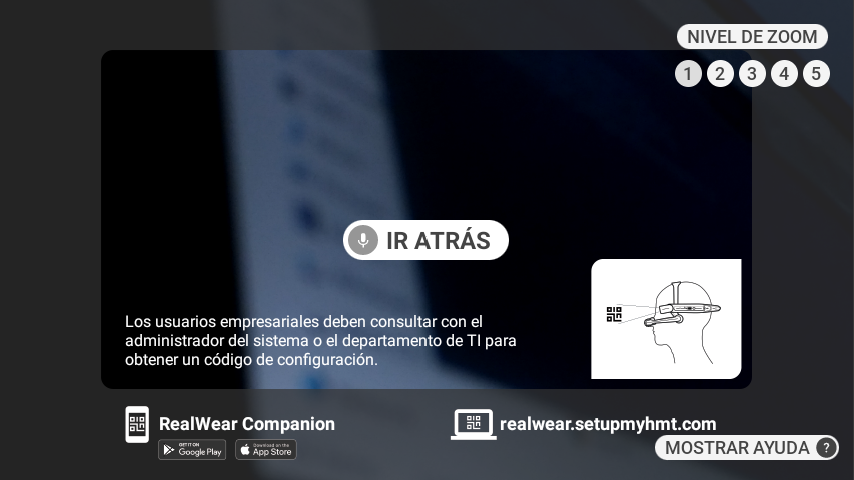 NIVEL DE ZOOM
1 2 3 4 5
IR ATRÁS
Los usuarios empresariales deben consultar con el
administrador del sistema o el departamento de TI para
obtener un código de configuración.
RealWear Companion
GET IT ON
Google Play
Download on the
App Store
realwear.setupmyhmt.com
MOSTRAR AYUDA ?